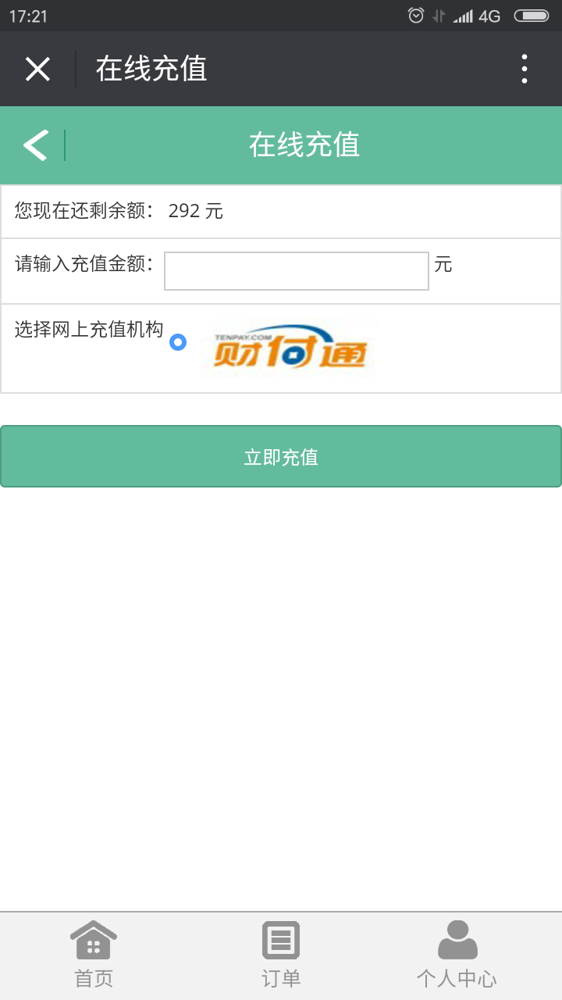 17:21 4G
在线充值
在线充值
您现在还剩余额: 292 元
请输入充值金额: 元
选择网上充值机构
TENPAY.COM
财付通
立即充值
首页 订单 个人中心